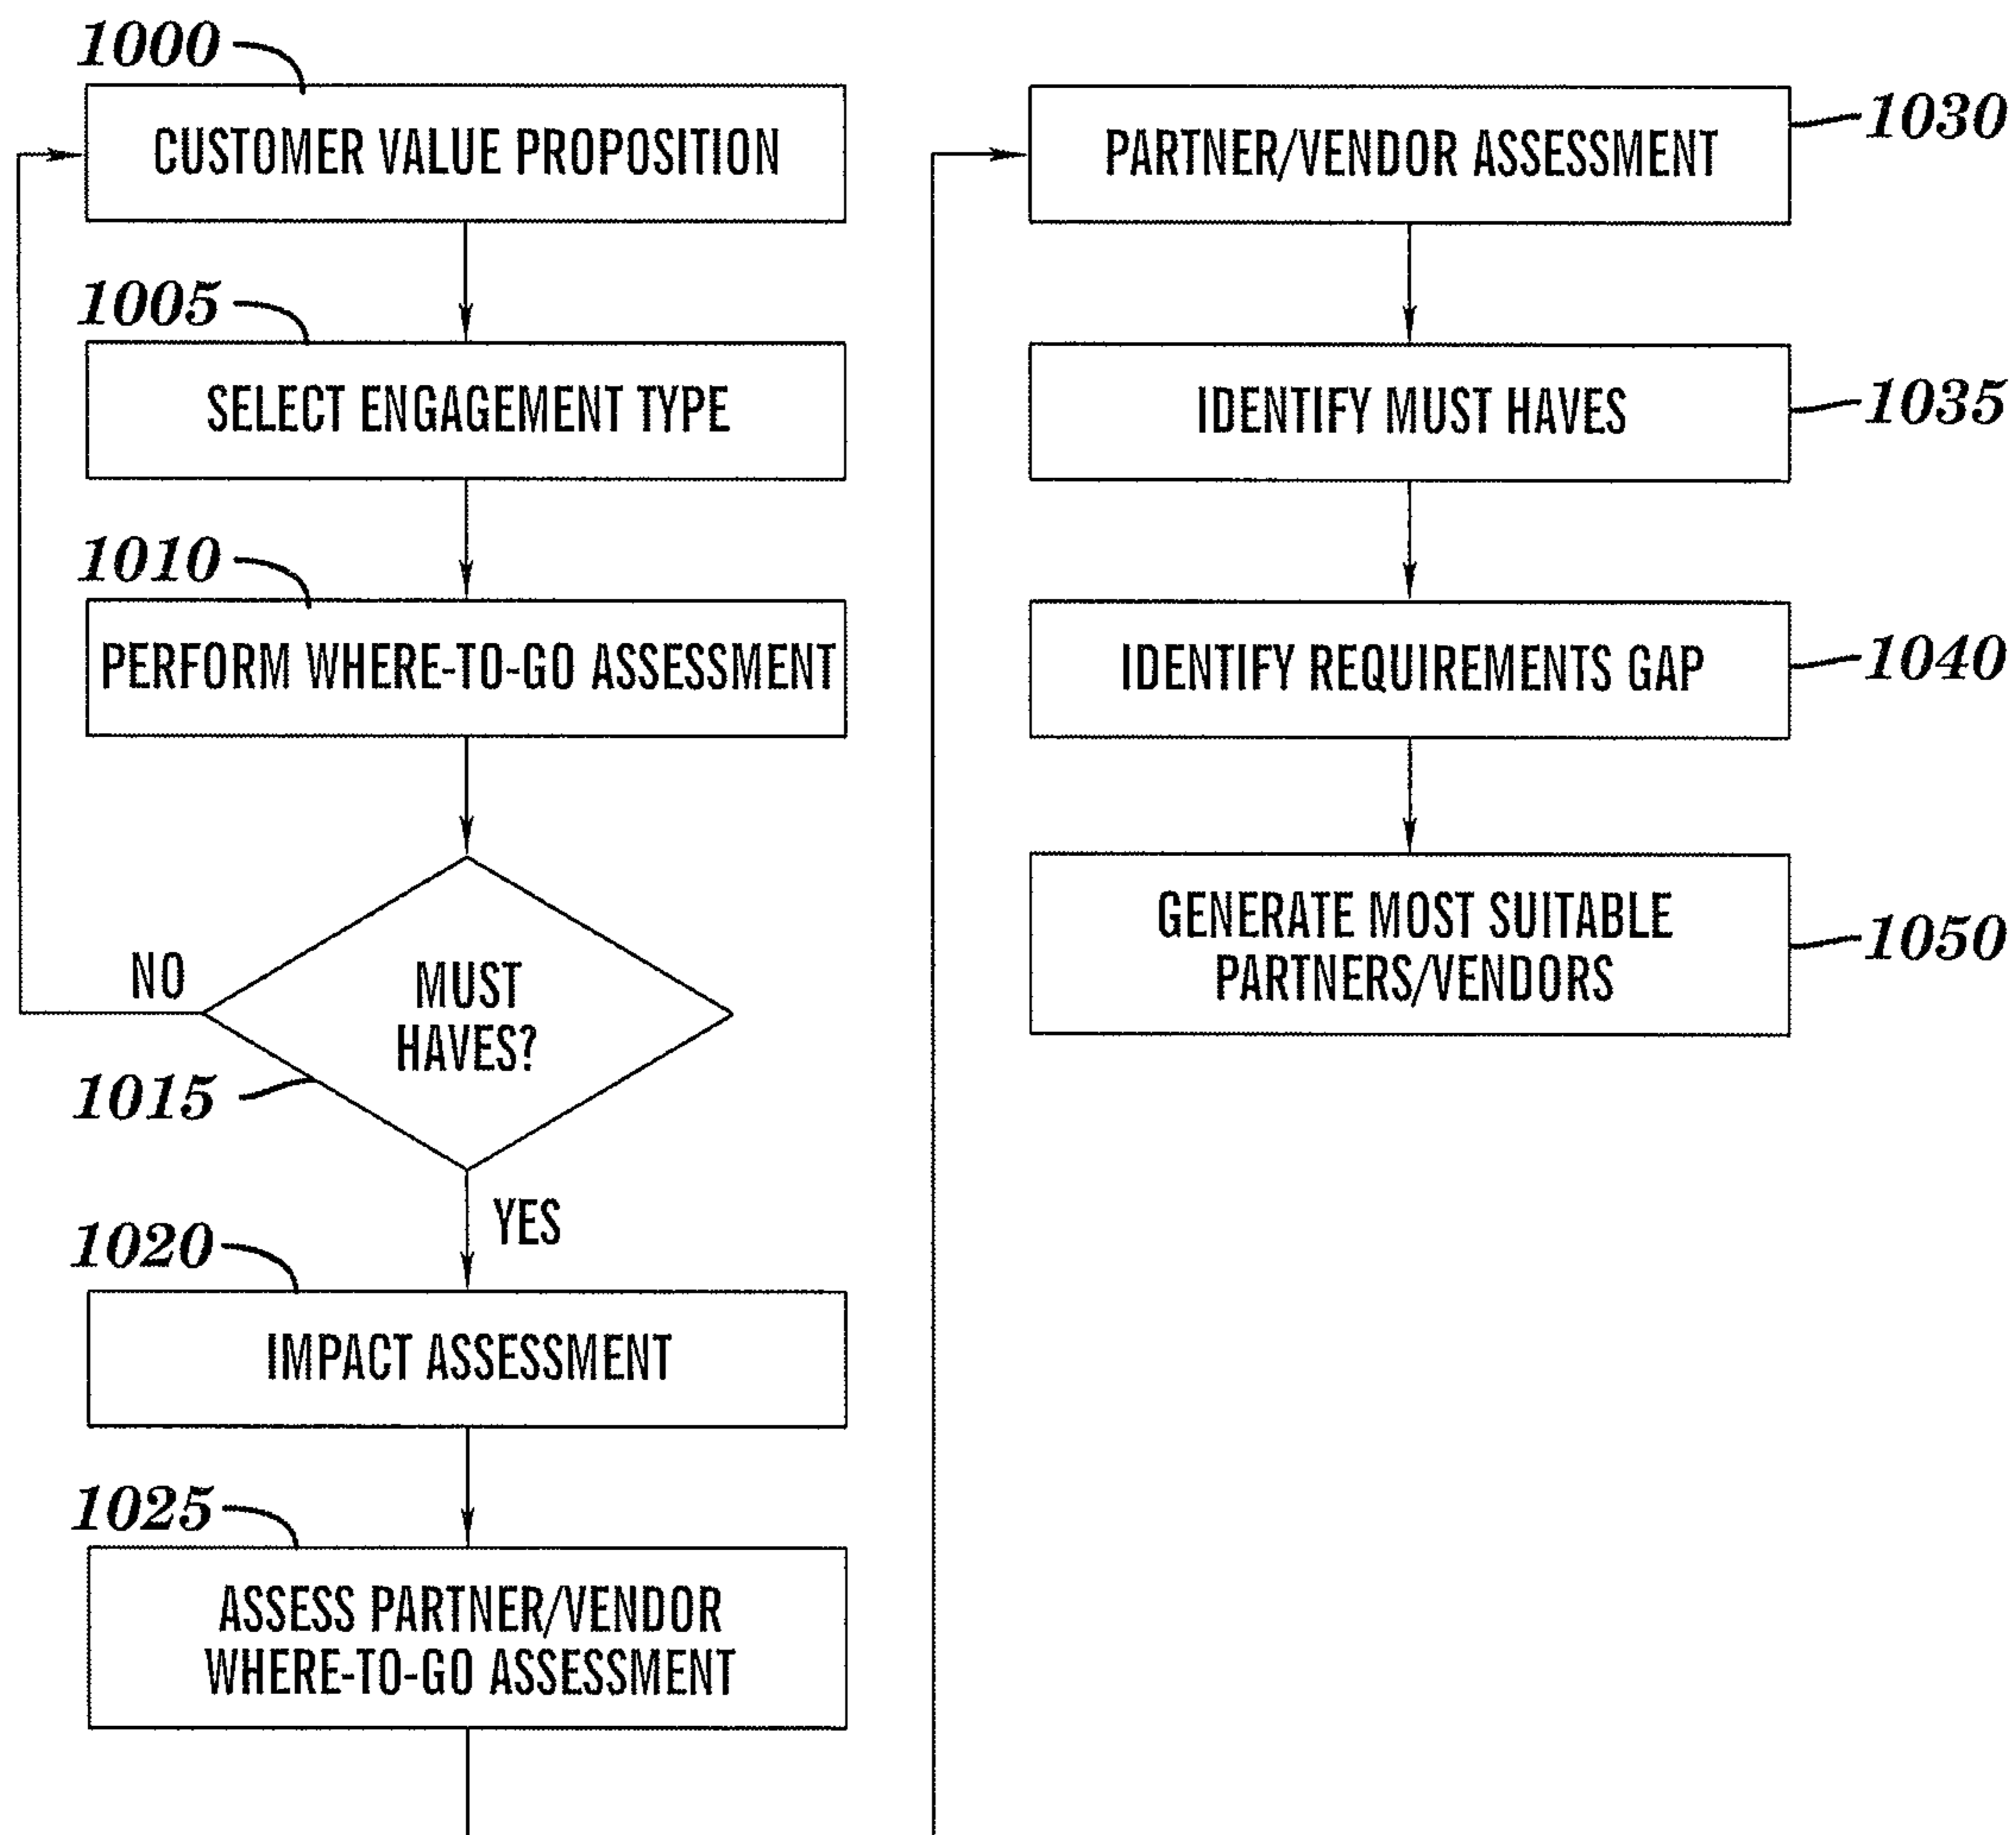 1000
CUSTOMER VALUE PROPOSITION
1005
SELECT ENGAGEMENT TYPE
1010
PERFORM WHERE-TO-GO ASSESSMENT
NO
MUST
HAVES?
1015
YES
1020
IMPACT ASSESSMENT
1025
ASSESS PARTNER/VENDOR
WHERE-TO-GO ASSESSMENT
PARTNER/VENDOR ASSESSMENT
1030
IDENTIFY MUST HAVES
1035
IDENTIFY REQUIREMENTS GAP
1040
GENERATE MOST SUITABLE
PARTNERS/VENDORS
1050